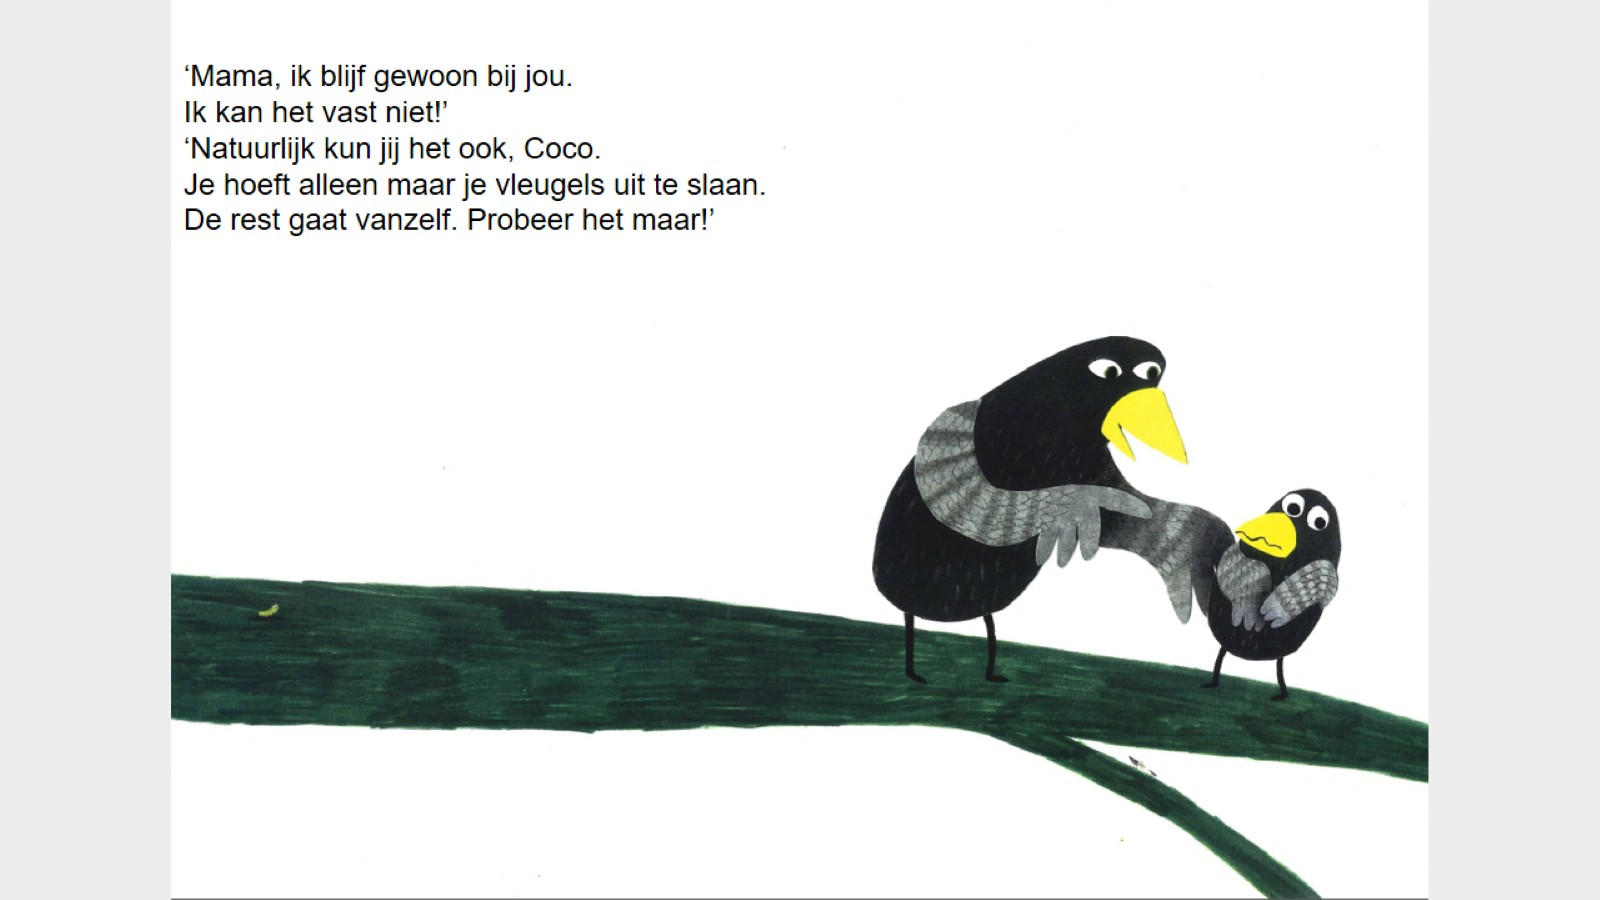 ‘Mama, ik blijf gewoon bij jou.
Ik kan het vast niet!’
‘Natuurlijk kun jij het ook, Coco.
Je hoeft alleen maar je vleugels uit te slaan.
De rest gaat vanzelf. Probeer het maar!’